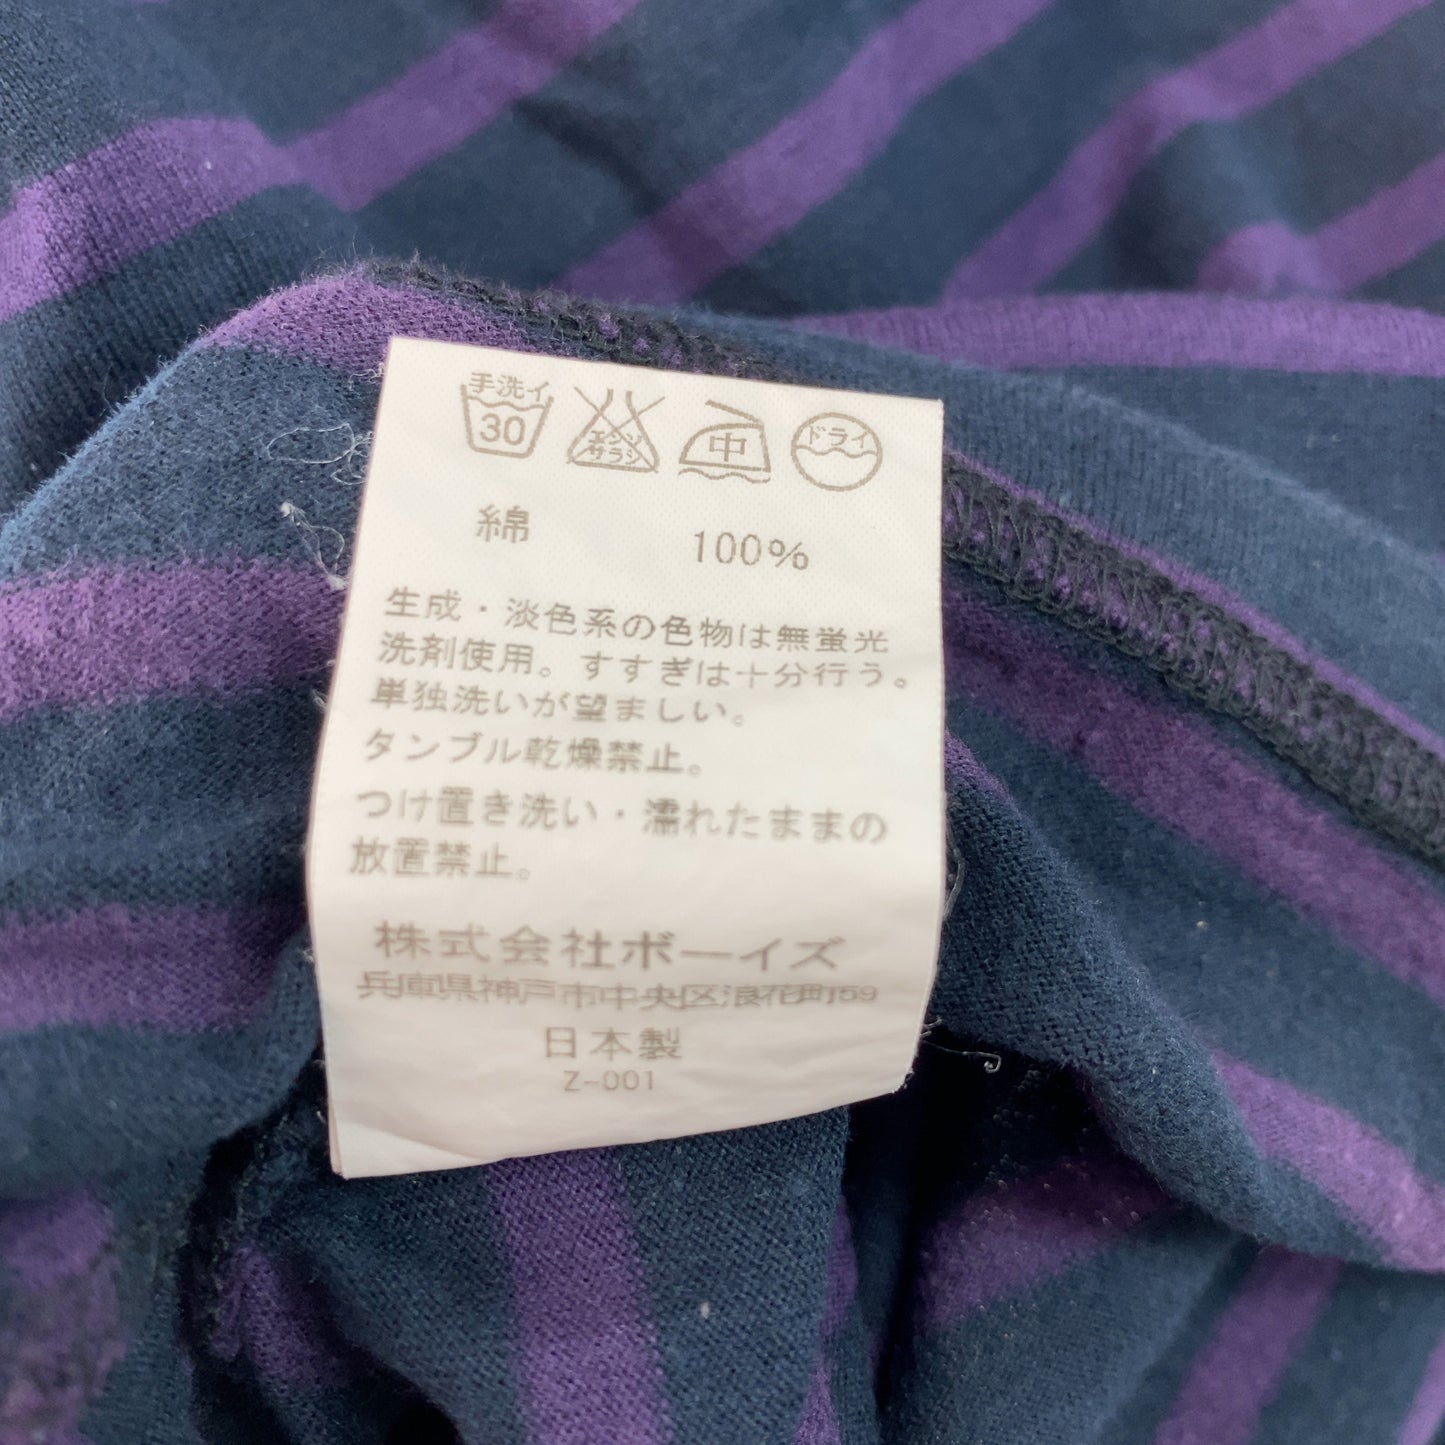 手洗イ 30 エンソ サラシ 中 ドライ
綿 100%
生成・淡色系の色物は無蛍光
洗剤使用。すすぎは十分行う。
単独洗いが望ましい。
タンブル乾燥禁止。
つけ置き洗い・濡れたままの
放置禁止。
株式会社ボーイズ
兵庫県神戸市中央区浪花町59
日本製
Z-001